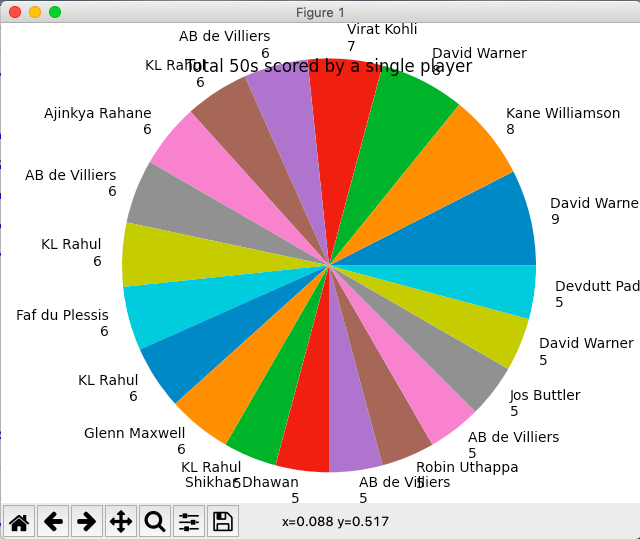 Figure 1
Total 50s scored by a single player
David Warne
9
Kane Williamson
8
David Warner
Virat Kohli
7
AB de Villiers
6
KL Rahul
6
Ajinkya Rahane
6
AB de Villiers
6
KL Rahul
6
Faf du Plessis
6
KL Rahul
6
Glenn Maxwell
6
KL Rahul
5
Shikhar Dhawan
5
AB de Villiers
5
Robin Uthappa
5
AB de Villiers
5
Jos Buttler
5
David Warner
5
Devdutt Pad
5
x=0.088 y=0.517